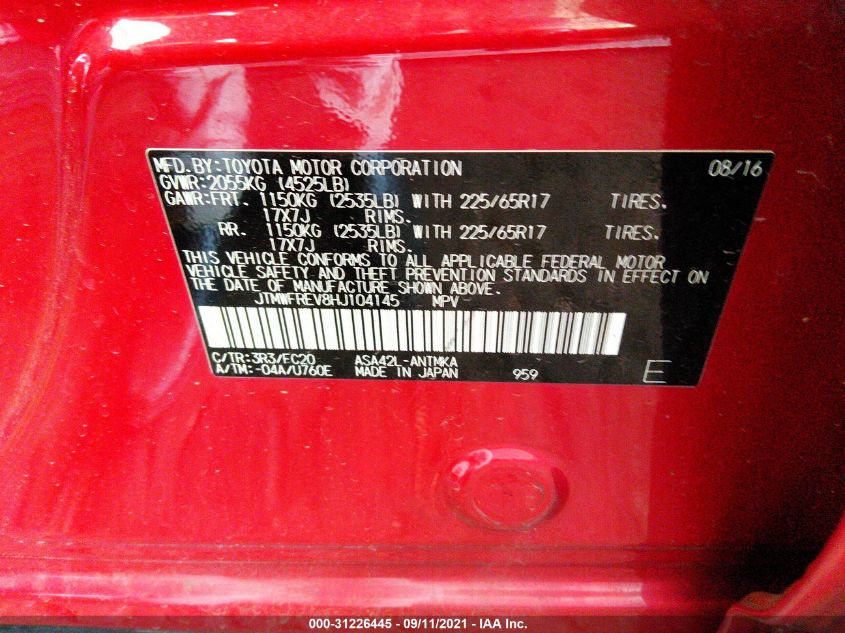 MFD. BY: TOYOTA MOTOR CORPORATION 08/16
GVWR: 2055KG (4525LB)
GAWR: FRT. 1150KG (2535LB) WITH 225/65R17 TIRES.
17X7J RIMS.
RR. 1150KG (2535LB) WITH 225/65R17 TIRES.
17X7J RIMS.
THIS VEHICLE CONFORMS TO ALL APPLICABLE FEDERAL MOTOR
VEHICLE SAFETY AND THEFT PREVENTION STANDARDS IN EFFECT ON
THE DATE OF MANUFACTURE SHOWN ABOVE.
JTMWFREV8HJ104145 MPV
C/TR: 3R3/EC20 ASA42L-ANTMKA
A/TM: -04A/U760E MADE IN JAPAN 959 E
000-31226445 - 09/11/2021 - IAA Inc.